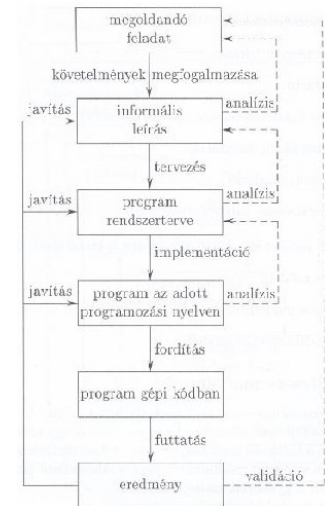 megoldandó
feladat
követelmények megfogalmazása
javítás
informális
leírás
analízis
tervezés
javítás
program
rendszerterve
analízis
implementáció
javítás
program az adott
programozási nyelven
analízis
fordítás
program gépi kódban
futtatás
eredmény
validáció